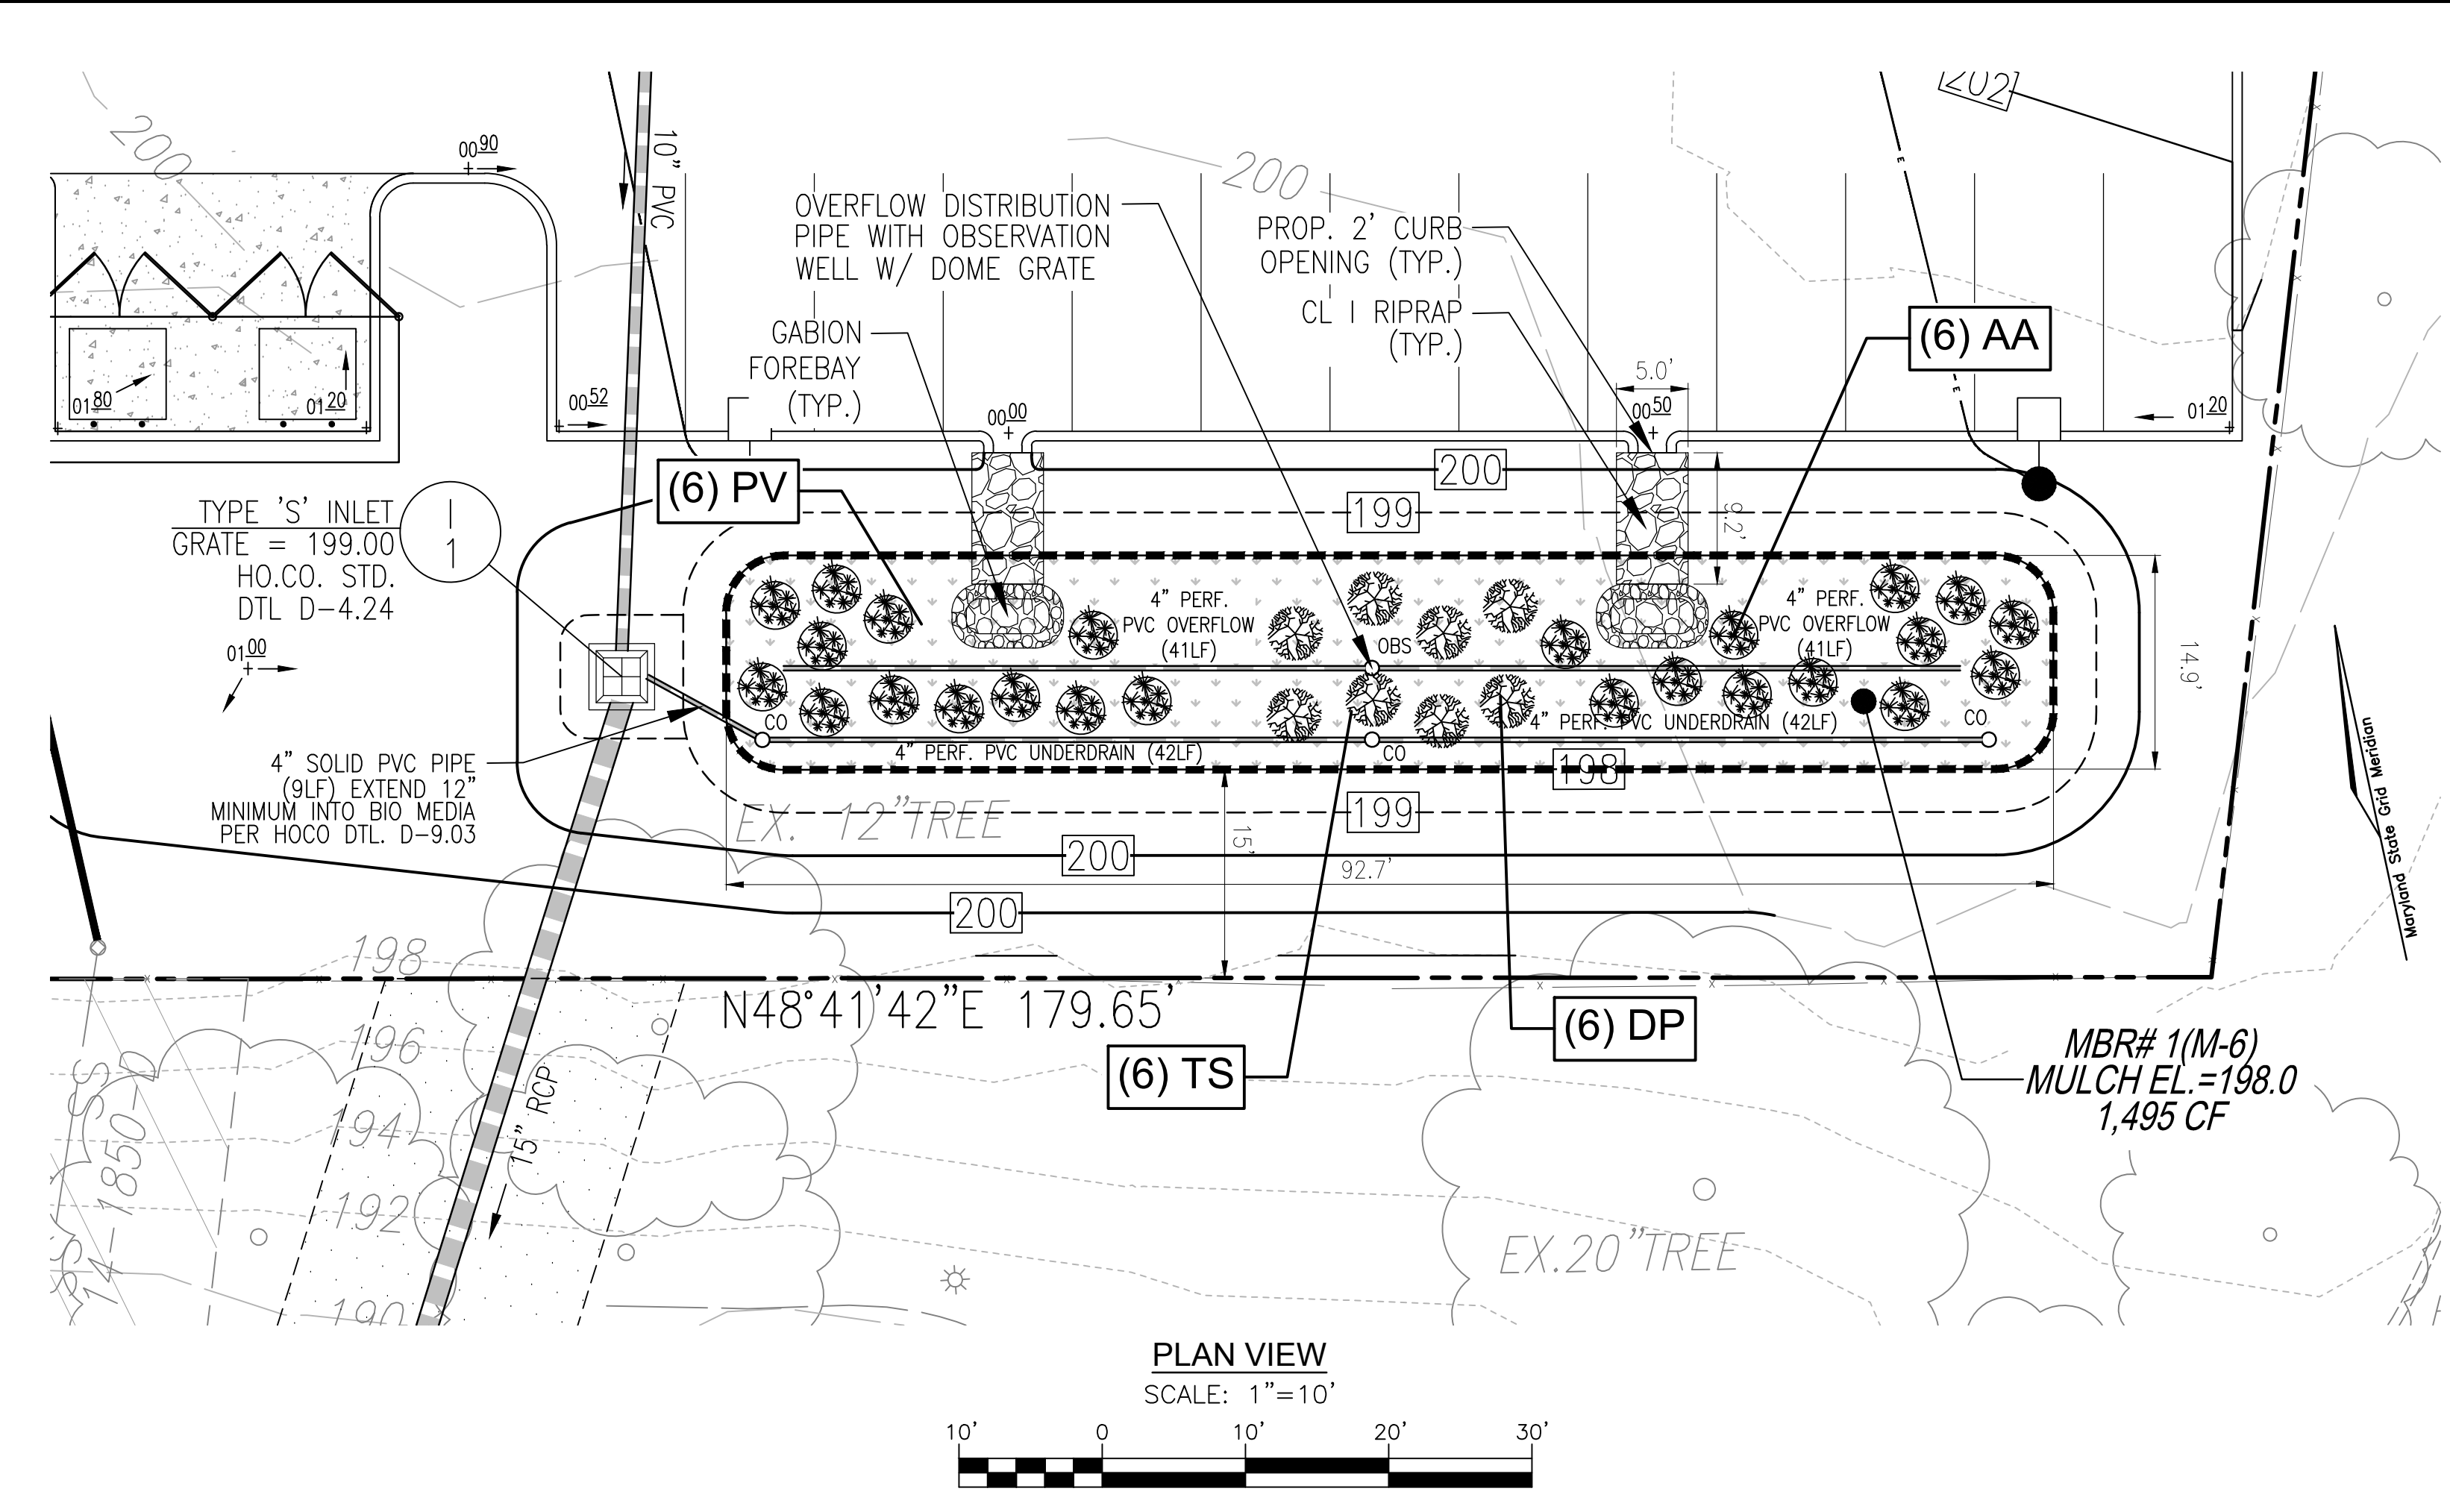 202
200
00 90
10” PVC
200
OVERFLOW DISTRIBUTION
PIPE WITH OBSERVATION
WELL W/ DOME GRATE
PROP. 2’ CURB
OPENING (TYP.)
CL I RIPRAP
(TYP.)
GABION
FOREBAY
(TYP.)
(6) AA
5.0’
01 80
01 20
00 52
00 00
00 50
01 20
(6) PV
200
199
9.2’
TYPE 'S' INLET
GRATE = 199.00
HO.CO. STD.
DTL D-4.24
I
1
01 00
4” PERF.
PVC OVERFLOW
(41LF)
OBS
4” PERF.
PVC OVERFLOW
(41LF)
14.9’
CO
4” PERF. PVC UNDERDRAIN (42LF)
CO
4” PERF. PVC UNDERDRAIN (42LF)
CO
198
4” SOLID PVC PIPE
(9LF) EXTEND 12”
MINIMUM INTO BIO MEDIA
PER HOCO DTL. D-9.03
EX. 12”TREE
199
15’
200
92.7’
200
Maryland State Grid Meridian
198
N48°41’42”E 179.65’
196
(6) TS
(6) DP
MBR# 1(M-6)
MULCH EL.=198.0
1,495 CF
194
15” RCP
SS
14-1850-D
192
EX.20”TREE
190
PLAN VIEW
SCALE: 1”=10’
10’ 0 10’ 20’ 30’